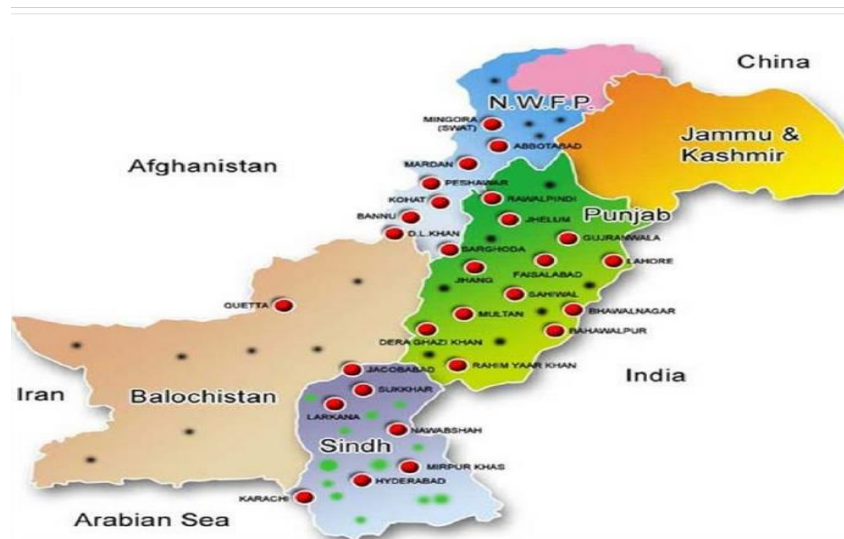 China
N.W.F.P.
MINGORA
(SWAT)
ABBOTABAD
Jammu &
Kashmir
Afghanistan
MARDAN
PESHAWAR
KOHAT
RAWALPINDI
BANNU
JHELUM
Punjab
D.L.KHAN
GUJRANWALA
SARGHODA
LAHORE
JHANG
FAISALABAD
SAHIWAL
GUETTA
MULTAN
BHAWALNAGAR
DERA GHAZI KHAN
BAHAWALPUR
JACOBABAD
RAHIM YAAR KHAN
India
Iran
Balochistan
SUKKHAR
LARKANA
NAWABSHAH
Sindh
MIRPUR KHAS
HYDERABAD
KARACHI
Arabian Sea